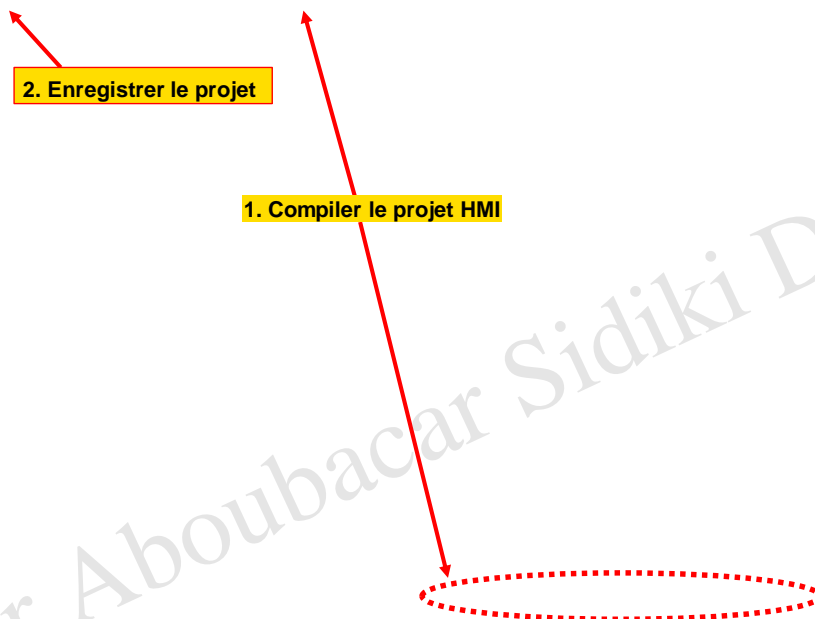 2. Enregistrer le projet
1. Compiler le projet HMI
r Aboubacar Sidiki D